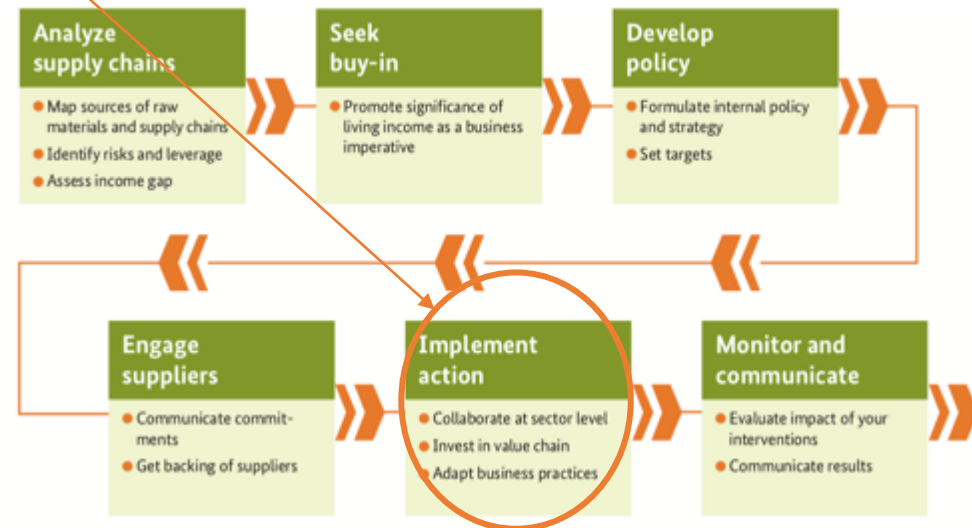 Analyze
supply chains
● Map sources of raw
materials and supply chains
● Identify risks and leverage
● Assess income gap
Seek
buy-in
● Promote significance of
living income as a business
imperative
Develop
policy
● Formulate internal policy
and strategy
● Set targets
Engage
suppliers
● Communicate commit-
ments
● Get backing of suppliers
Implement
action
● Collaborate at sector level
● Invest in value chain
● Adapt business practices
Monitor and
communicate
● Evaluate impact of your
interventions
● Communicate results